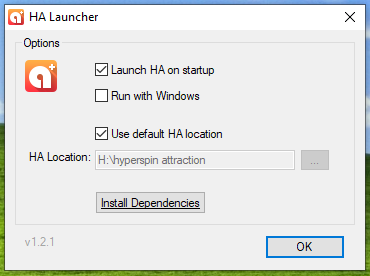 HA Launcher
Options
Launch HA on startup
Run with Windows
Use default HA location
HA Location:
H:\hyperspin attraction
...
Install Dependencies
v1.2.1
OK